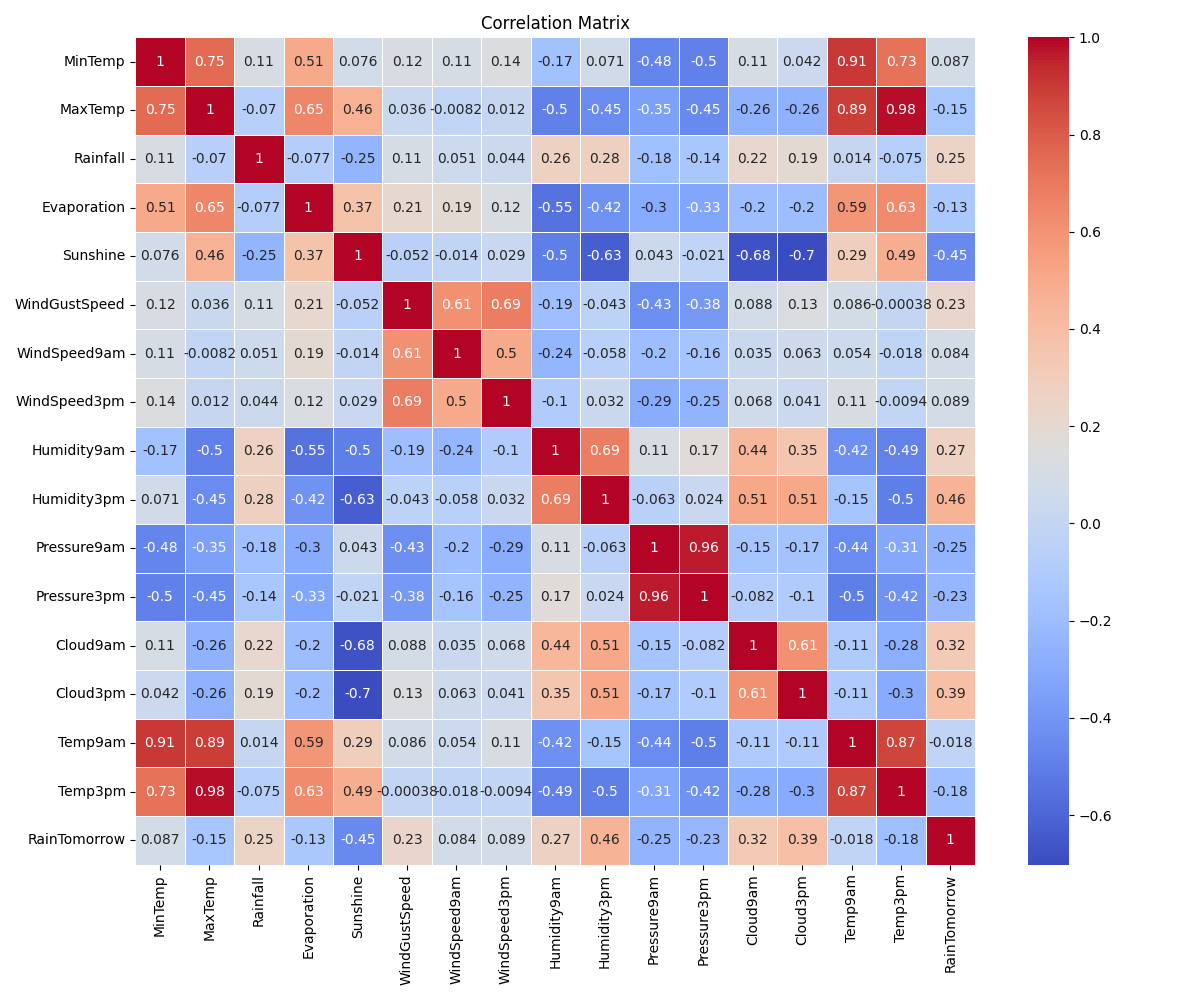 Correlation Matrix
MinTemp 1 0.75 0.11 0.51 0.076 0.12 0.11 0.14 -0.17 0.071 -0.48 -0.5 0.11 0.042 0.91 0.73 0.087
MaxTemp 0.75 1 -0.07 0.65 0.46 0.036 -0.0082 0.012 -0.5 -0.45 -0.35 -0.45 -0.26 -0.26 0.89 0.98 -0.15
Rainfall 0.11 -0.07 1 -0.077 -0.25 0.11 0.051 0.044 0.26 0.28 -0.18 -0.14 0.22 0.19 0.014 -0.075 0.25
Evaporation 0.51 0.65 -0.077 1 0.37 0.21 0.19 0.12 -0.55 -0.42 -0.3 -0.33 -0.2 -0.2 0.59 0.63 -0.13
Sunshine 0.076 0.46 -0.25 0.37 1 -0.052 -0.014 0.029 -0.5 -0.63 0.043 -0.021 -0.68 -0.7 0.29 0.49 -0.45
WindGustSpeed 0.12 0.036 0.11 0.21 -0.052 1 0.61 0.69 -0.19 -0.043 -0.43 -0.38 0.088 0.13 0.086 -0.00038 0.23
WindSpeed9am 0.11 -0.0082 0.051 0.19 -0.014 0.61 1 0.5 -0.24 -0.058 -0.2 -0.16 0.035 0.063 0.054 -0.018 0.084
WindSpeed3pm 0.14 0.012 0.044 0.12 0.029 0.69 0.5 1 -0.1 0.032 -0.29 -0.25 0.068 0.041 0.11 -0.0094 0.089
Humidity9am -0.17 -0.5 0.26 -0.55 -0.5 -0.19 -0.24 -0.1 1 0.69 0.11 0.17 0.44 0.35 -0.42 -0.49 0.27
Humidity3pm 0.071 -0.45 0.28 -0.42 -0.63 -0.043 -0.058 0.032 0.69 1 -0.063 0.024 0.51 0.51 -0.15 -0.5 0.46
Pressure9am -0.48 -0.35 -0.18 -0.3 0.043 -0.43 -0.2 -0.29 0.11 -0.063 1 0.96 -0.15 -0.17 -0.44 -0.31 -0.25
Pressure3pm -0.5 -0.45 -0.14 -0.33 -0.021 -0.38 -0.16 -0.25 0.17 0.024 0.96 1 -0.082 -0.1 -0.5 -0.42 -0.23
Cloud9am 0.11 -0.26 0.22 -0.2 -0.68 0.088 0.035 0.068 0.44 0.51 -0.15 -0.082 1 0.61 -0.11 -0.28 0.32
Cloud3pm 0.042 -0.26 0.19 -0.2 -0.7 0.13 0.063 0.041 0.35 0.51 -0.17 -0.1 0.61 1 -0.11 -0.3 0.39
Temp9am 0.91 0.89 0.014 0.59 0.29 0.086 0.054 0.11 -0.42 -0.15 -0.44 -0.5 -0.11 -0.11 1 0.87 -0.018
Temp3pm 0.73 0.98 -0.075 0.63 0.49 -0.00038 -0.018 -0.0094 -0.49 -0.5 -0.31 -0.42 -0.28 -0.3 0.87 1 -0.18
RainTomorrow 0.087 -0.15 0.25 -0.13 -0.45 0.23 0.084 0.089 0.27 0.46 -0.25 -0.23 0.32 0.39 -0.018 -0.18 1
MinTemp MaxTemp Rainfall Evaporation Sunshine WindGustSpeed WindSpeed9am WindSpeed3pm Humidity9am Humidity3pm Pressure9am Pressure3pm Cloud9am Cloud3pm Temp9am Temp3pm RainTomorrow
1.0
0.8
0.6
0.4
0.2
0.0
−0.2
−0.4
−0.6